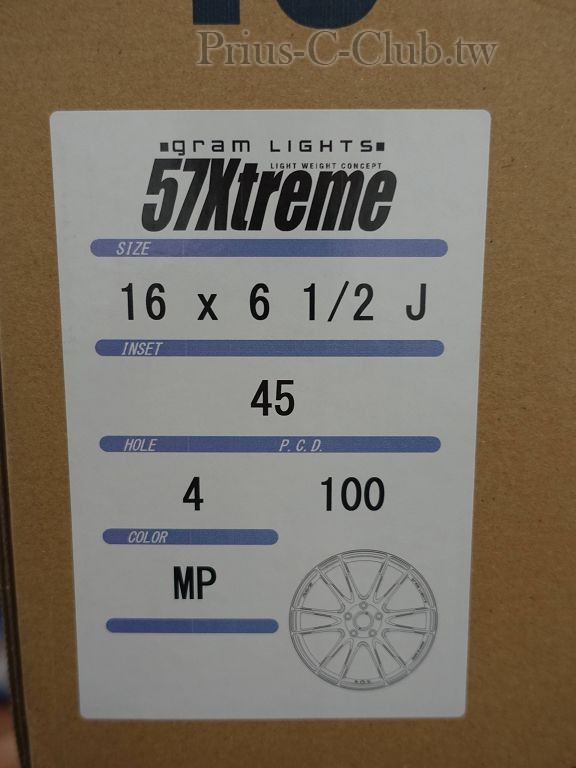 Prius-C-Club.tw
gram LIGHTS
LIGHT WEIGHT CONCEPT
57Xtreme
SIZE
16 x 6 1/2 J
INSET
45
HOLE P.C.D.
4 100
COLOR
MP